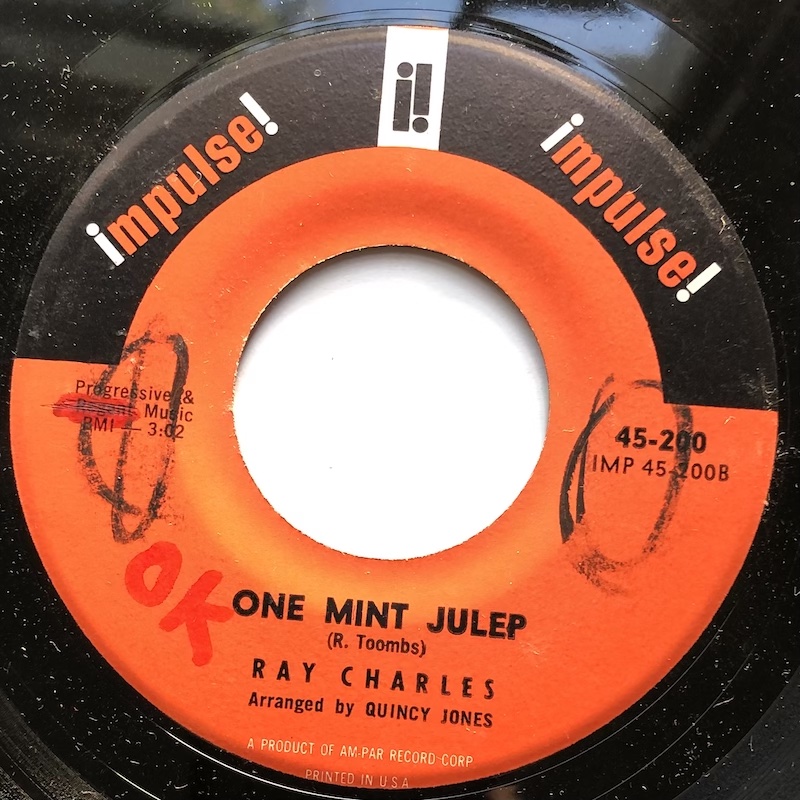 impulse!
i!
impulse!
Progressive &
Music
BMI — 3:02
45-200
IMP 45-200B
OK
ONE MINT JULEP
(R. Toombs)
RAY CHARLES
Arranged by QUINCY JONES
A PRODUCT OF AM-PAR RECORD CORP
PRINTED IN U.S.A.